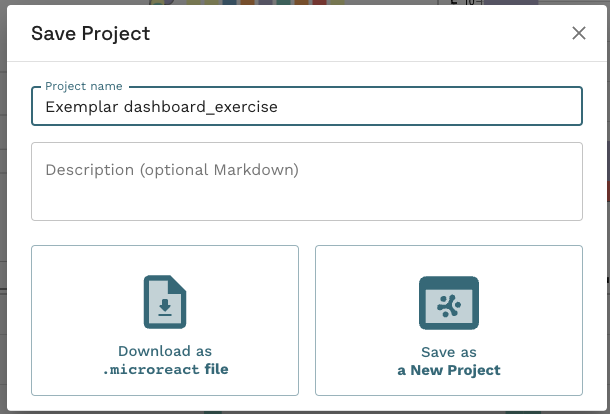 Save Project
Project name
Exemplar dashboard_exercise
Description (optional Markdown)
Download as
.microreact file
Save as
a New Project